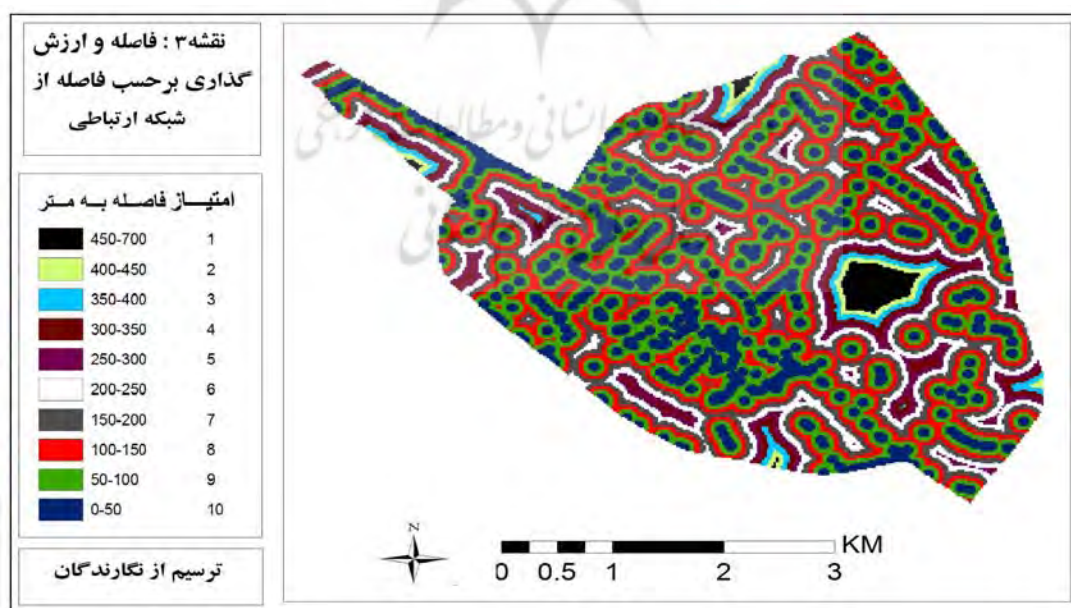 نقشه۳ : فاصله و ارزش
گذاری برحسب فاصله از
شبکه ارتباطی
امتیـــاز فاصـله به متر
450-700 1
400-450 2
350-400 3
300-350 4
250-300 5
200-250 6
150-200 7
100-150 8
50-100 9
0-50 10
ترسیم از نگارندگان
N
KM
0 0.5 1 2 3